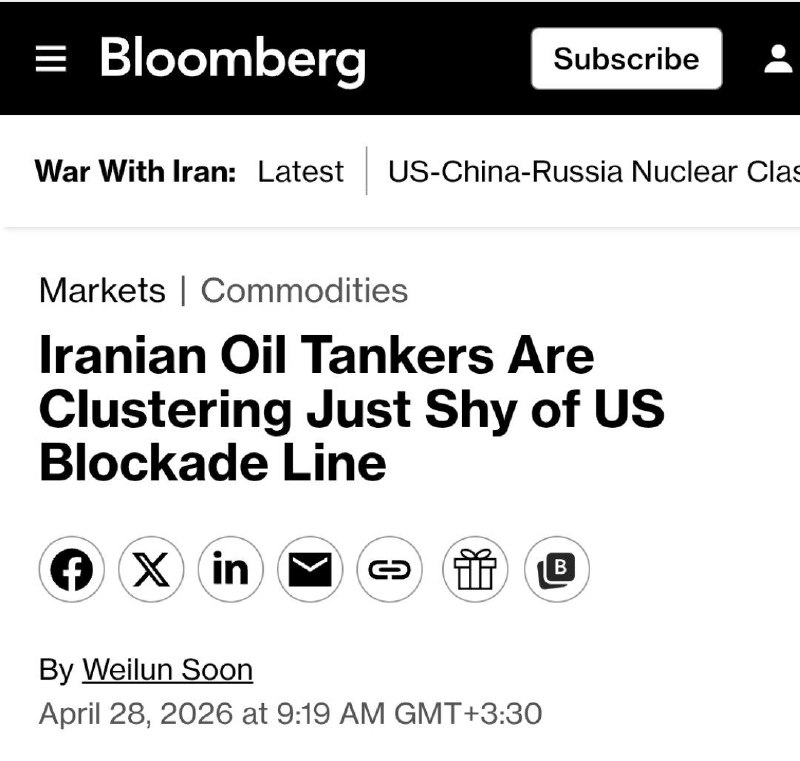 Bloomberg
Subscribe
War With Iran: Latest
US-China-Russia Nuclear Clas
Markets | Commodities
Iranian Oil Tankers Are
Clustering Just Shy of US
Blockade Line
in
B
By Weilun Soon
April 28, 2026 at 9:19 AM GMT+3:30